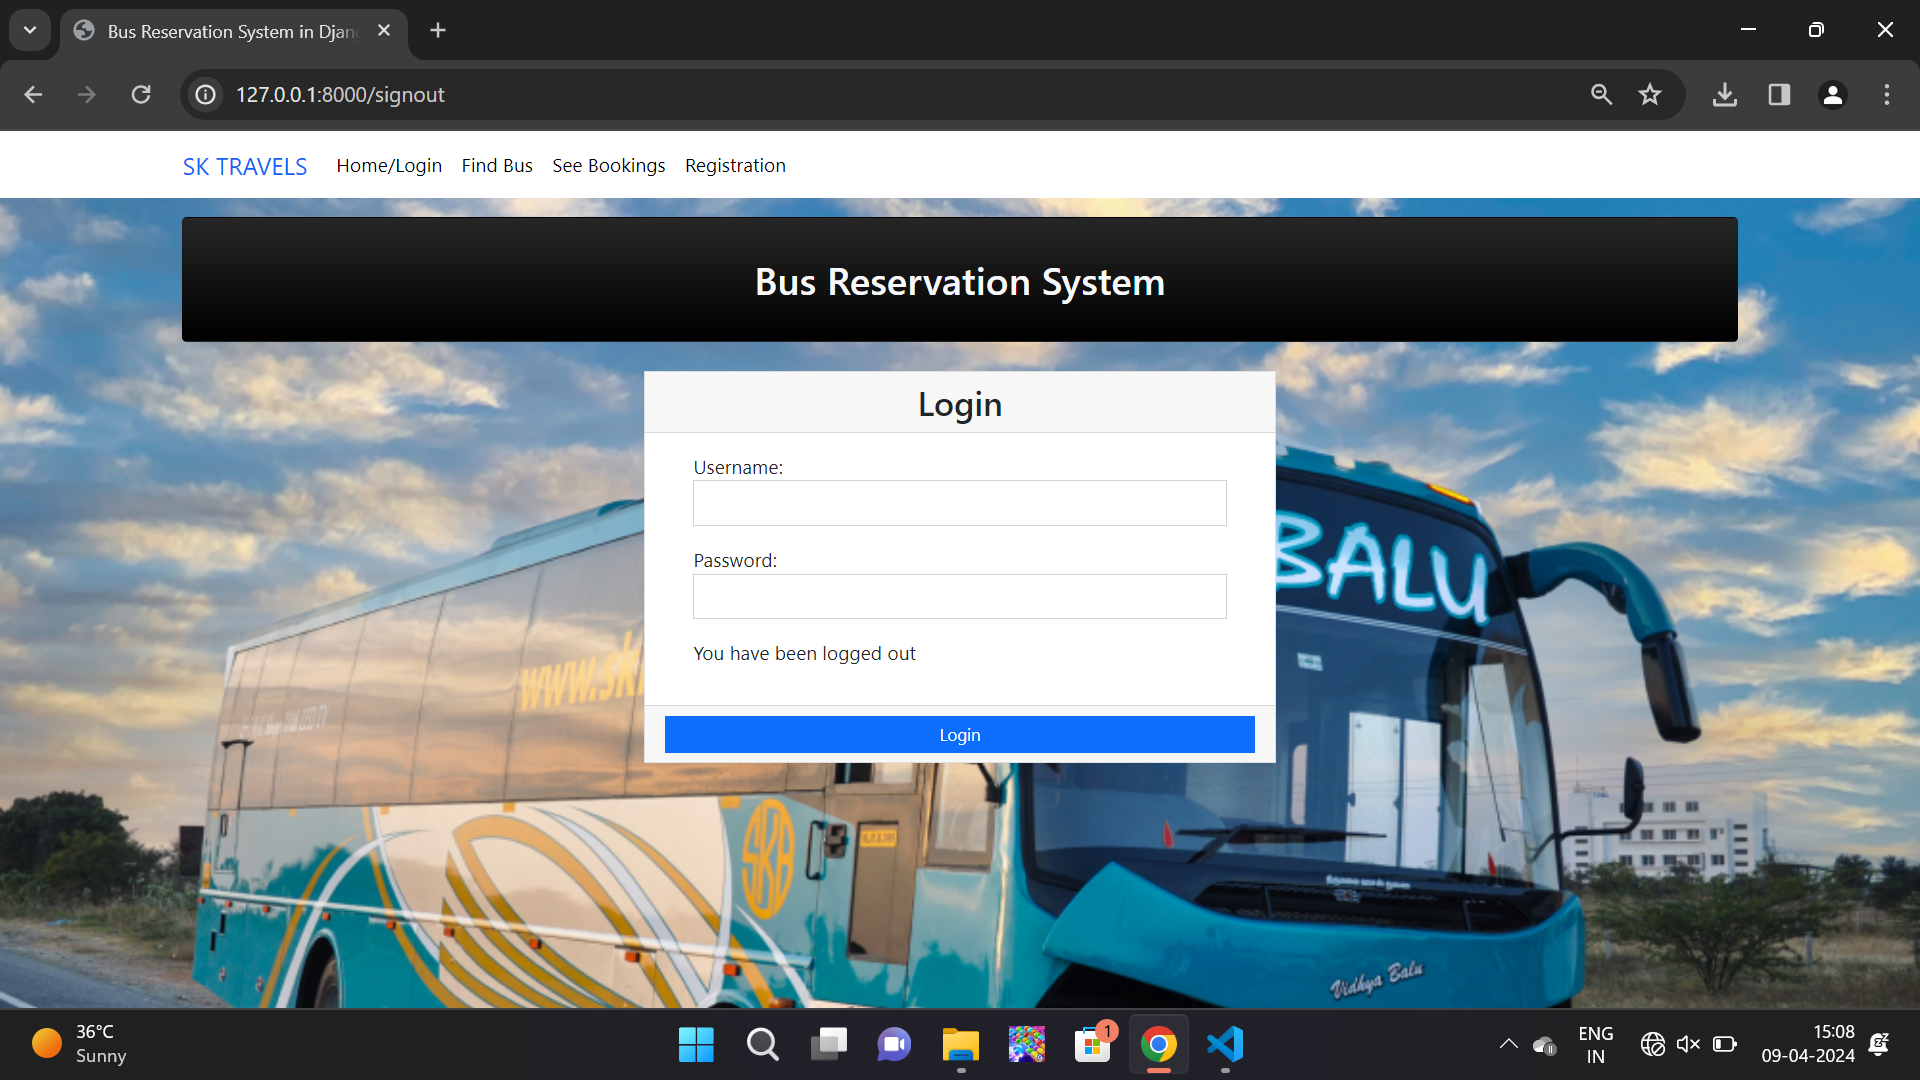 Bus Reservation System in Djan
127.0.0.1:8000/signout
SK TRAVELS Home/Login Find Bus See Bookings Registration
Bus Reservation System
Login
Username:
Password:
You have been logged out
Login
BALU
www.sk
SKB
Vidhya Balu
36°C
Sunny
1
ENG
IN
15:08
09-04-2024